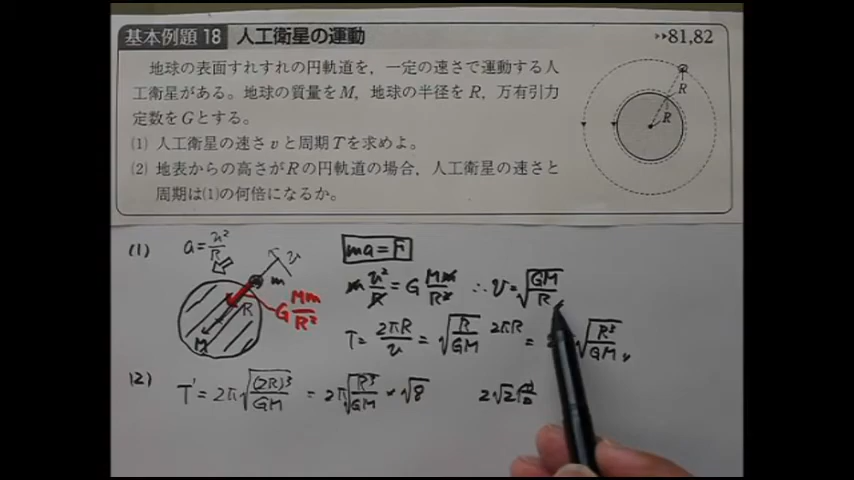 基本例題 18 人工衛星の運動 ▷▷81,82
地球の表面すれすれの円軌道を，一定の速さで運動する人
工衛星がある。地球の質量をM，地球の半径をR，万有引力
定数をGとする。
(1) 人工衛星の速さvと周期Tを求めよ。
(2) 地表からの高さがRの円軌道の場合，人工衛星の速さと
周期は(1)の何倍になるか。
R
R
(1) a=v²/R v m R M G Mm/R²
ma=F
m v²/R = G Mm/R² ∴ v=√(GM/R)
T = 2πR/v = √(R/GM) 2πR = √(R³/GM)
(2) T' = 2π√((2R)³/GM) = 2π√(R³/GM) × √8 2√2倍